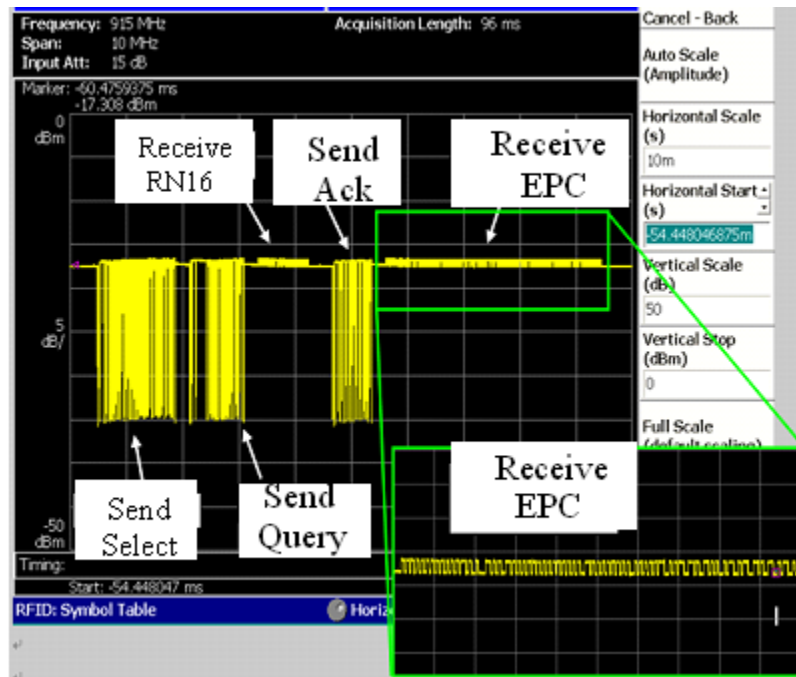 Frequency: 915 MHz
Acquisition Length: 96 ms
Span: 10 MHz
Input Att: 15 dB
Marker: -60.4759375 ms
-17.308 dBm
0
dBm
Receive
RN16
Send
Ack
Receive
EPC
5
dB/
Send
Select
Send
Query
-50
dBm
Timing:
Start: -54.448047 ms
RFID: Symbol Table
Horiz
Cancel - Back
Auto Scale
(Amplitude)
Horizontal Scale
(s)
10m
Horizontal Start
(s)
-54.448046875m
Vertical Scale
(dB)
50
Vertical Stop
(dBm)
0
Full Scale
(default scaling)
Receive
EPC